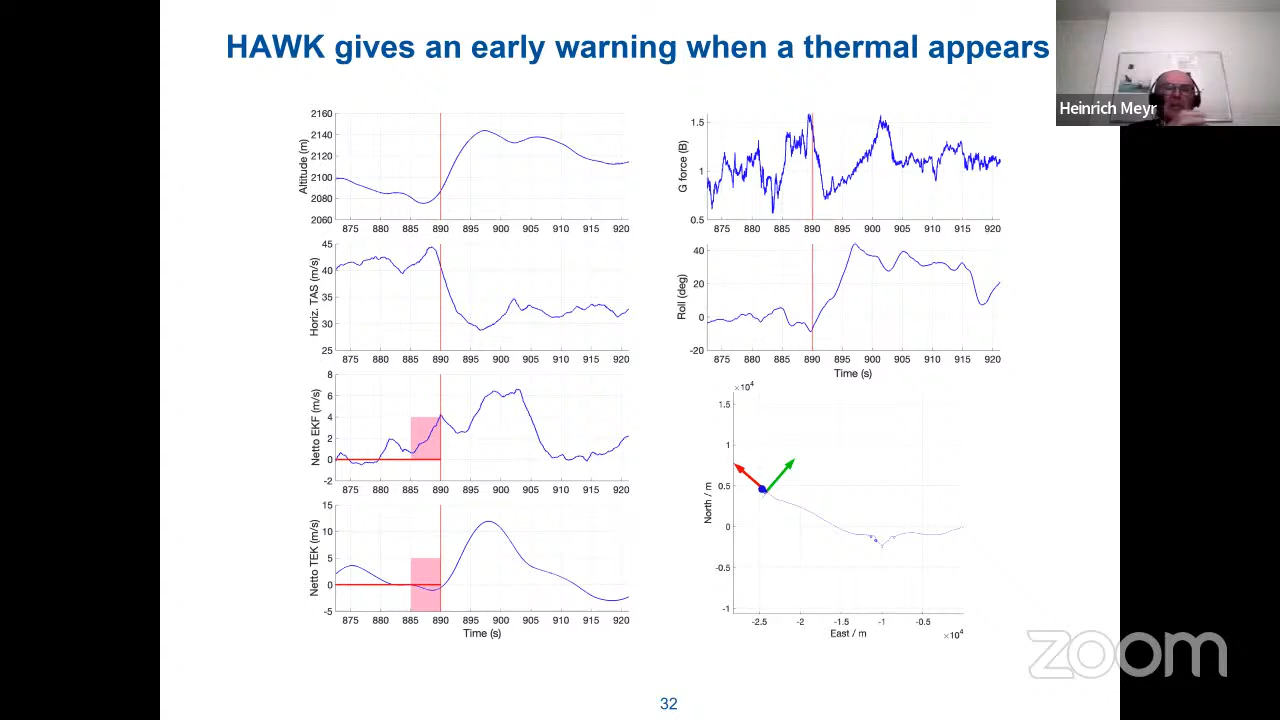 HAWK gives an early warning when a thermal appears
Heinrich Meyr
2160
2140
2120
2100
2080
2060
Altitude (m)
875 880 885 890 895 900 905 910 915 920
1.5
1
0.5
G force (B)
875 880 885 890 895 900 905 910 915 920
45
40
35
30
25
Horiz. TAS (m/s)
875 880 885 890 895 900 905 910 915 920
40
20
0
-20
Roll (deg)
875 880 885 890 895 900 905 910 915 920
Time (s)
8
6
4
2
0
-2
Netto EKF (m/s)
875 880 885 890 895 900 905 910 915 920
15
10
5
0
-5
Netto TEK (m/s)
875 880 885 890 895 900 905 910 915 920
Time (s)
×10⁴
1.5
1
0.5
0
-0.5
-1
North / m
-2.5 -2 -1.5 -1 -0.5
East / m
×10⁴
zoom
32